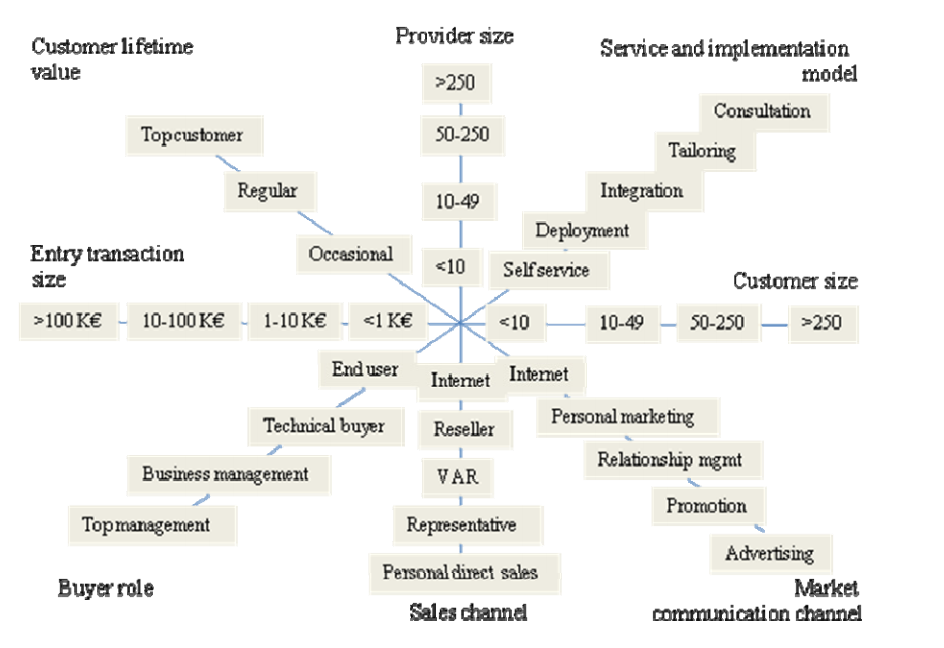 Customer lifetime
value
Provider size
Service and implementation
model
>250
Consultation
Top customer
50-250
Tailoring
Regular
10-49
Integration
Deployment
Occasional
<10
Self service
Entry transaction
size
Customer size
>100 K€
10-100 K€
1-10 K€
<1 K€
<10
10-49
50-250
>250
End user
Internet
Internet
Technical buyer
Reseller
Personal marketing
Business management
VAR
Relationship mgmt
Top management
Representative
Promotion
Personal direct sales
Advertising
Buyer role
Sales channel
Market
communication channel